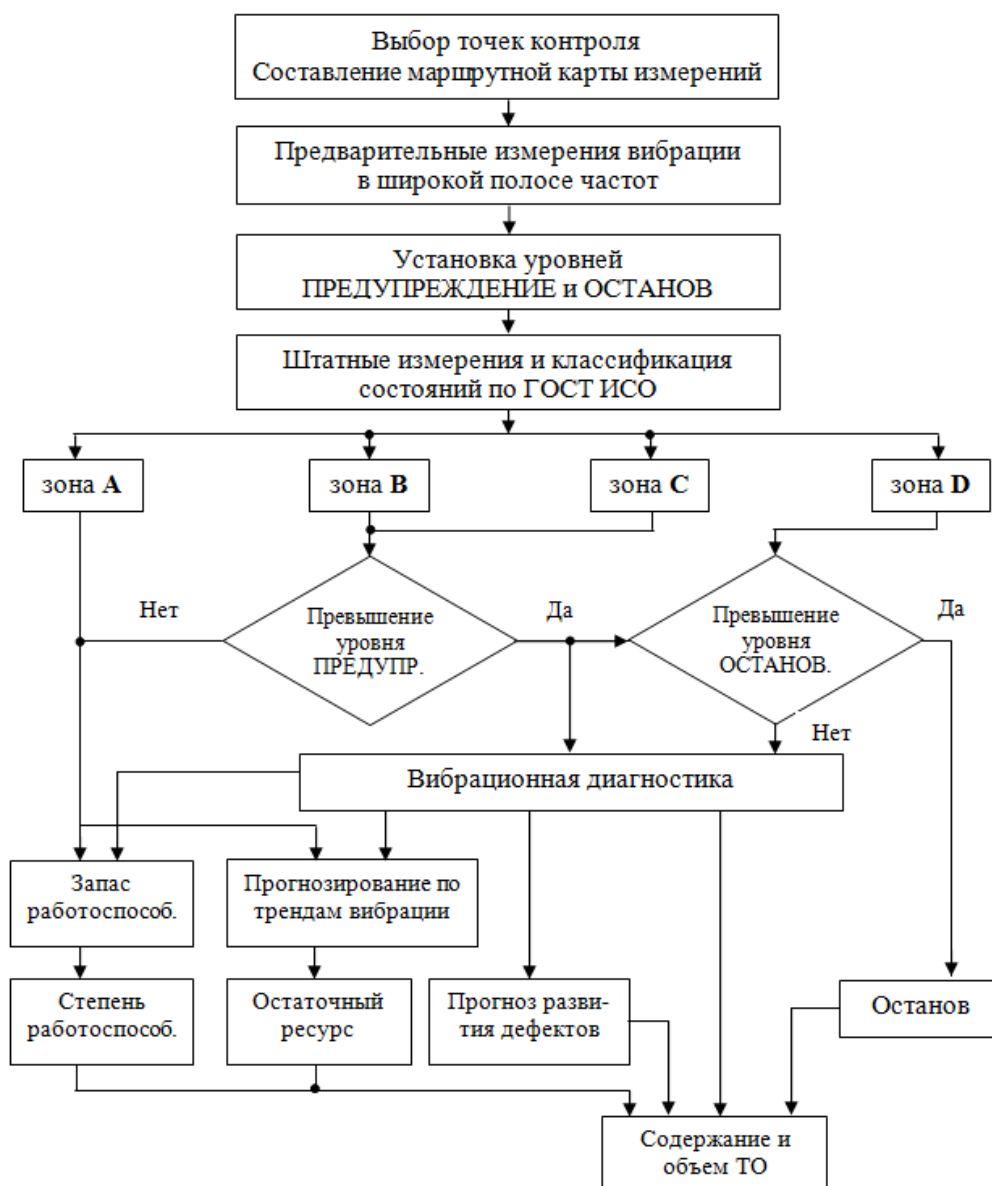 Выбор точек контроля
Составление маршрутной карты измерений
Предварительные измерения вибрации
в широкой полосе частот
Установка уровней
ПРЕДУПРЕЖДЕНИЕ и ОСТАНОВ
Штатные измерения и классификация
состояний по ГОСТ ИСО
зона A
зона B
зона C
зона D
Нет
Превышение
уровня
ПРЕДУПР.
Да
Превышение
уровня
ОСТАНОВ.
Да
Нет
Вибрационная диагностика
Запас
работоспособ.
Прогнозирование по
трендам вибрации
Степень
работоспособ.
Остаточный
ресурс
Прогноз разви-
тия дефектов
Останов
Содержание и
объем ТО